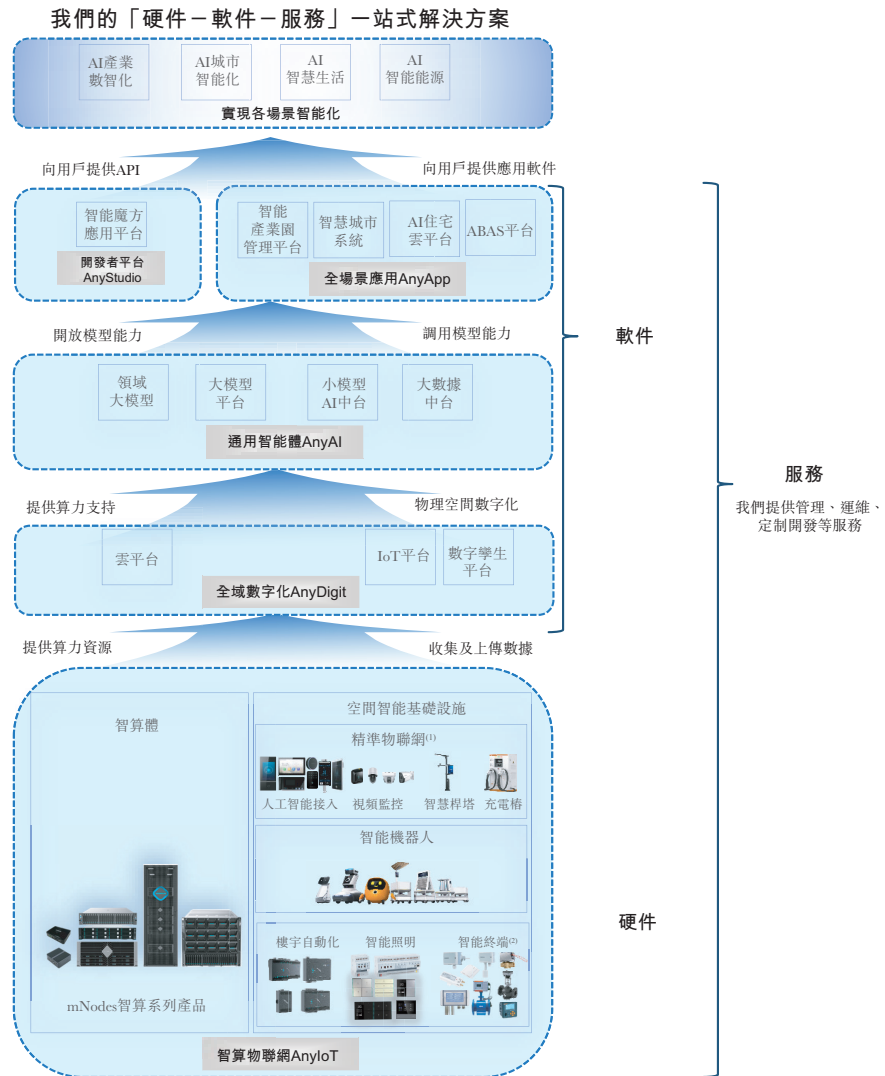 我們的「硬件－軟件－服務」一站式解決方案
AI產業
數智化
AI城市
智能化
AI
智慧生活
AI
智能能源
實現各場景智能化
向用戶提供API
向用戶提供應用軟件
智能魔方
應用平台
開發者平台
AnyStudio
智能
產業園
管理平台
智慧城市
系統
AI住宅
雲平台
ABAS平台
全場景應用AnyApp
開放模型能力
調用模型能力
軟件
領域
大模型
大模型
平台
小模型
AI中台
大數據
中台
通用智能體AnyAI
提供算力支持
物理空間數字化
服務
我們提供管理、運維、
定制開發等服務
雲平台
IoT平台
數字孿生
平台
全域數字化AnyDigit
提供算力資源
收集及上傳數據
智算體
mNodes智算系列產品
空間智能基礎設施
精準物聯網(1)
人工智能接入
視頻監控
智慧桿塔
充電樁
智能機器人
樓宇自動化
智能照明
智能終端(2)
硬件
智算物聯網AnyIoT